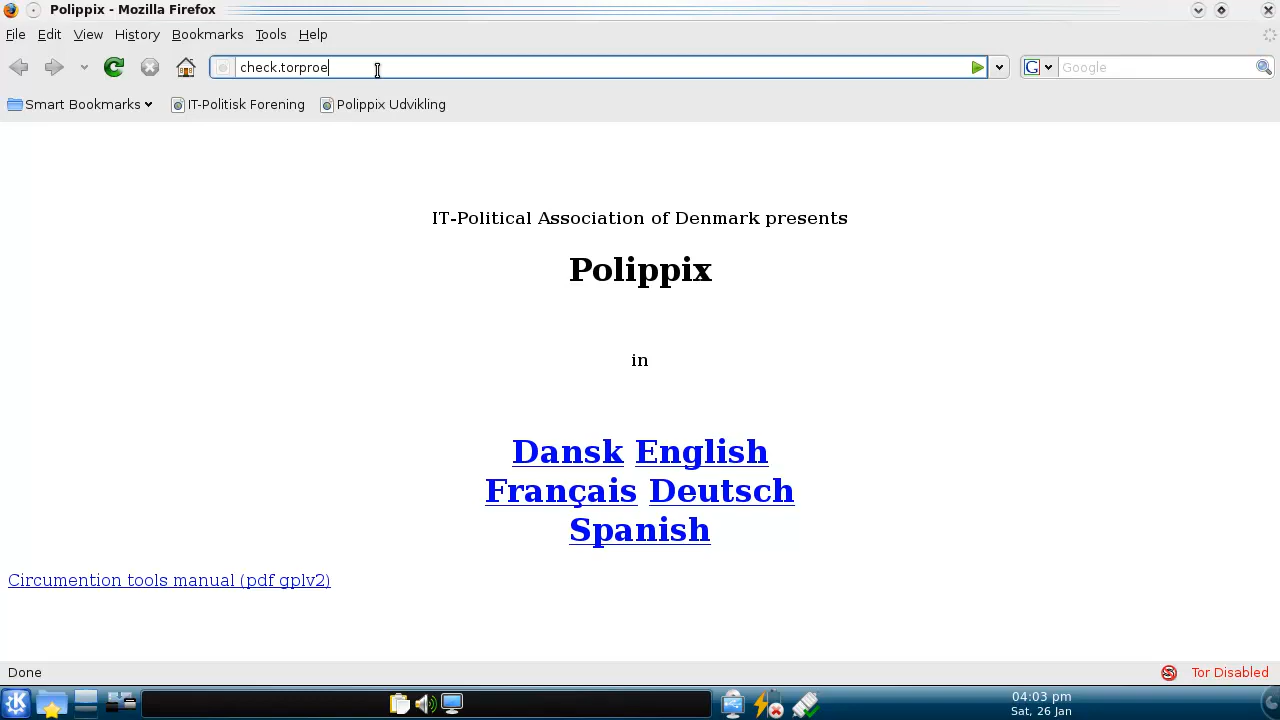 Polippix - Mozilla Firefox
File Edit View History Bookmarks Tools Help
check.torproe
Google
Smart Bookmarks IT-Politisk Forening Polippix Udvikling
IT-Political Association of Denmark presents
Polippix
in
Dansk English
Français Deutsch
Spanish
Circumention tools manual (pdf gplv2)
Done Tor Disabled
04:03 pm
Sat, 26 Jan